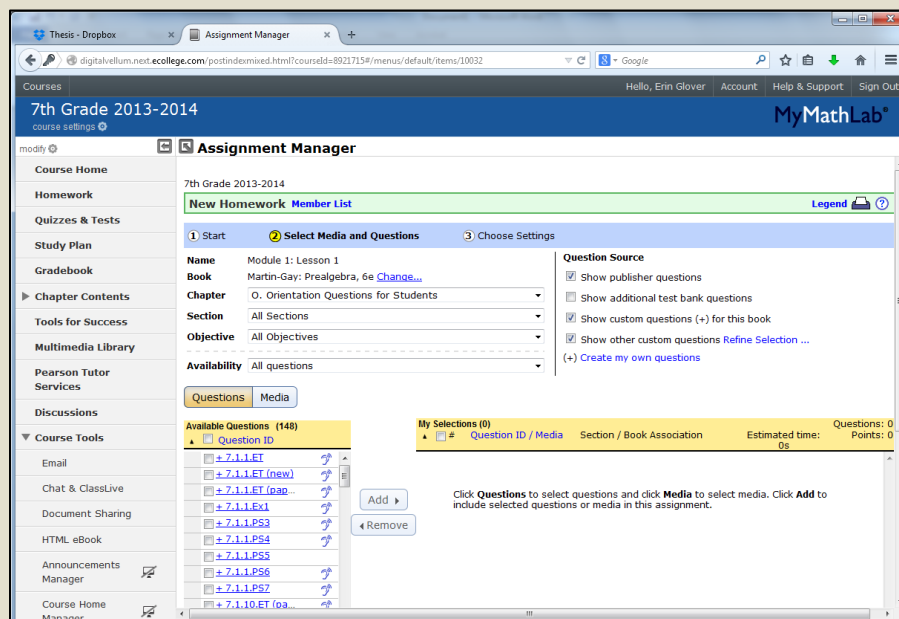 Thesis - Dropbox × Assignment Manager × +
digitalvellum.next.ecollege.com/postindexmixed.html?courseId=8921715#/menus/default/items/10032 Google
Courses Hello, Erin Glover Account Help & Support Sign Out
7th Grade 2013-2014
course settings
MyMathLab®
modify
Assignment Manager
Course Home
Homework
Quizzes & Tests
Study Plan
Gradebook
Chapter Contents
Tools for Success
Multimedia Library
Pearson Tutor
Services
Discussions
Course Tools
Email
Chat & ClassLive
Document Sharing
HTML eBook
Announcements
Manager
Course Home
Manager
7th Grade 2013-2014
New Homework Member List Legend ?
1 Start 2 Select Media and Questions 3 Choose Settings
Name Module 1: Lesson 1
Book Martin-Gay: Prealgebra, 6e Change...
Chapter O. Orientation Questions for Students
Section All Sections
Objective All Objectives
Availability All questions
Question Source
Show publisher questions
Show additional test bank questions
Show custom questions (+) for this book
Show other custom questions Refine Selection ...
(+) Create my own questions
Questions Media
Available Questions (148)
Question ID
+ 7.1.1.ET
+ 7.1.1.ET (new)
+ 7.1.1.ET (pap...
+ 7.1.1.Ex1
+ 7.1.1.PS3
+ 7.1.1.PS4
+ 7.1.1.PS5
+ 7.1.1.PS6
+ 7.1.1.PS7
+ 7.1.10.ET (pa...
Add
Remove
My Selections (0) Questions: 0
# Question ID / Media Section / Book Association Estimated time: Points: 0
0s
Click Questions to select questions and click Media to select media. Click Add to
include selected questions or media in this assignment.